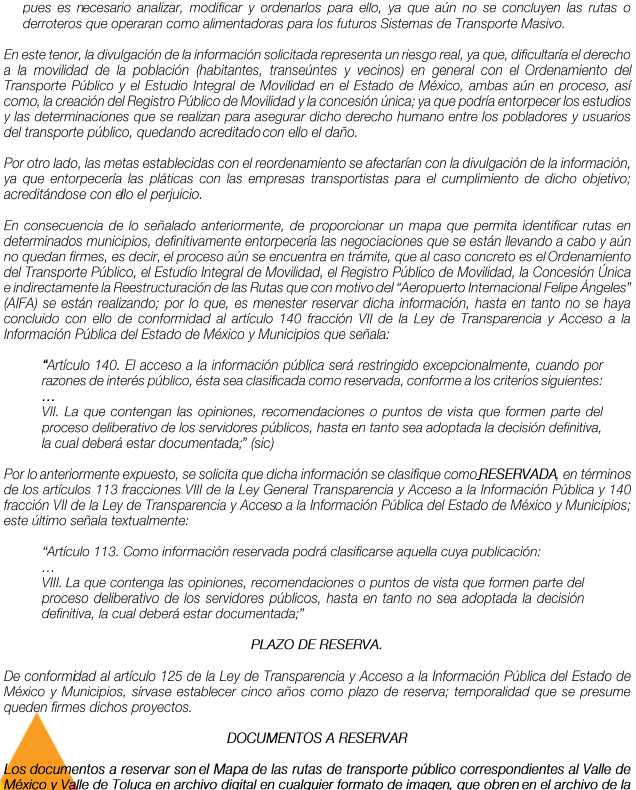 pues es necesario analizar, modificar y ordenarlos para ello, ya que aún no se concluyen las rutas o
derroteros que operaran como alimentadoras para los futuros Sistemas de Transporte Masivo.
En este tenor, la divulgación de la información solicitada representa un riesgo real, ya que, dificultaría el derecho
a la movilidad de la población (habitantes, transeúntes y vecinos) en general con el Ordenamiento del
Transporte Público y el Estudio Integral de Movilidad en el Estado de México, ambas aún en proceso, así
como, la creación del Registro Público de Movilidad y la concesión única; ya que podría entorpecer los estudios
y las determinaciones que se realizan para asegurar dicho derecho humano entre los pobladores y usuarios
del transporte público, quedando acreditado con ello el daño.
Por otro lado, las metas establecidas con el reordenamiento se afectarían con la divulgación de la información,
ya que entorpecería las pláticas con las empresas transportistas para el cumplimiento de dicho objetivo;
acreditándose con ello el perjuicio.
En consecuencia de lo señalado anteriormente, de proporcionar un mapa que permita identificar rutas en
determinados municipios, definitivamente entorpecería las negociaciones que se están llevando a cabo y aún
no quedan firmes, es decir, el proceso aún se encuentra en trámite, que al caso concreto es el Ordenamiento
del Transporte Público, el Estudio Integral de Movilidad, el Registro Público de Movilidad, la Concesión Única
e indirectamente la Reestructuración de las Rutas que con motivo del “Aeropuerto Internacional Felipe Ángeles”
(AIFA) se están realizando; por lo que, es menester reservar dicha información, hasta en tanto no se haya
concluido con ello de conformidad al artículo 140 fracción VII de la Ley de Transparencia y Acceso a la
Información Pública del Estado de México y Municipios que señala:
“Artículo 140. El acceso a la información pública será restringido excepcionalmente, cuando por
razones de interés público, ésta sea clasificada como reservada, conforme a los criterios siguientes:
…
VII. La que contengan las opiniones, recomendaciones o puntos de vista que formen parte del
proceso deliberativo de los servidores públicos, hasta en tanto sea adoptada la decisión definitiva,
la cual deberá estar documentada;” (sic)
Por lo anteriormente expuesto, se solicita que dicha información se clasifique como RESERVADA, en términos
de los artículos 113 fracciones VIII de la Ley General Transparencia y Acceso a la Información Pública y 140
fracción VII de la Ley de Transparencia y Acceso a la Información Pública del Estado de México y Municipios;
este último señala textualmente:
“Artículo 113. Como información reservada podrá clasificarse aquella cuya publicación:
…
VIII. La que contenga las opiniones, recomendaciones o puntos de vista que formen parte del
proceso deliberativo de los servidores públicos, hasta en tanto no sea adoptada la decisión
definitiva, la cual deberá estar documentada;”
PLAZO DE RESERVA.
De conformidad al artículo 125 de la Ley de Transparencia y Acceso a la Información Pública del Estado de
México y Municipios, sírvase establecer cinco años como plazo de reserva; temporalidad que se presume
queden firmes dichos proyectos.
DOCUMENTOS A RESERVAR
Los documentos a reservar son el Mapa de las rutas de transporte público correspondientes al Valle de
México y Valle de Toluca en archivo digital en cualquier formato de imagen, que obren en el archivo de la